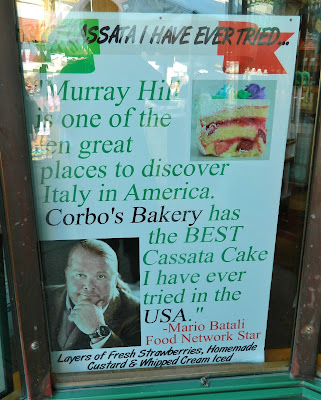 CASSATA I HAVE EVER TRIED...
"Murray Hill
is one of the
ten great
places to discover
Italy in America.
Corbo's Bakery has
the BEST
Cassata Cake
I have ever
tried in the
USA."
-Mario Batali
Food Network Star
Layers of Fresh Strawberries, Homemade
Custard & Whipped Cream Iced